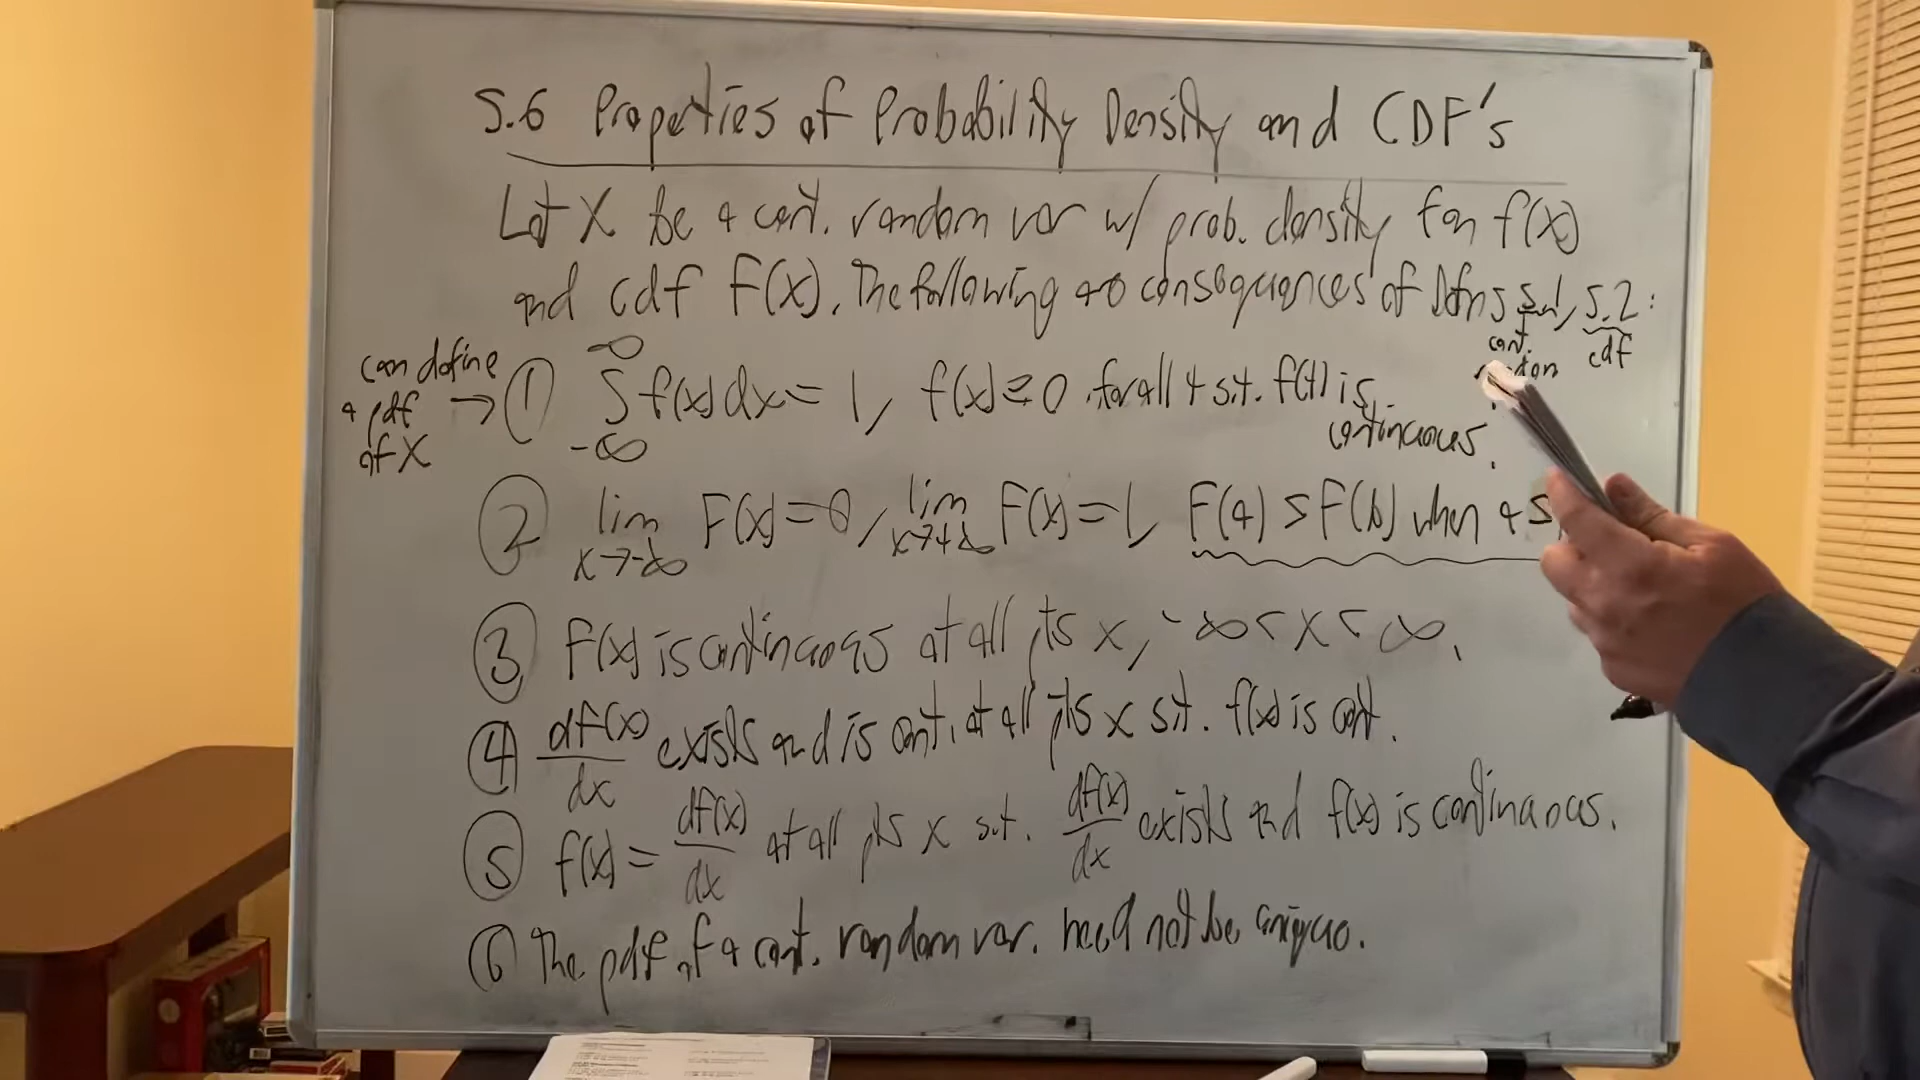 5.6 Properties of Probability Density and CDF's
Let X be a cont. random var w/ prob. density fcn f(x)
and cdf F(x). The following are consequences of Defns 5.1, 5.2:
cont.
cdf
can define
a pdf
of X
→ ① ∫_{-∞}^{∞} f(x)dx = 1, f(x) ≥ 0 for all t s.t. f(t) is
continuous.
② lim_{x→-∞} F(x) = 0, lim_{x→+∞} F(x) = 1, F(a) ≤ F(b) when a ≤
③ F(x) is continuous at all pts x, -∞ < x < ∞.
④ dF(x)/dx exists and is cont. at all pts x s.t. f(x) is cont.
⑤ f(x) = dF(x)/dx at all pts x s.t. dF(x)/dx exists and f(x) is continuous.
⑥ The pdf of a cont. random var. need not be unique.